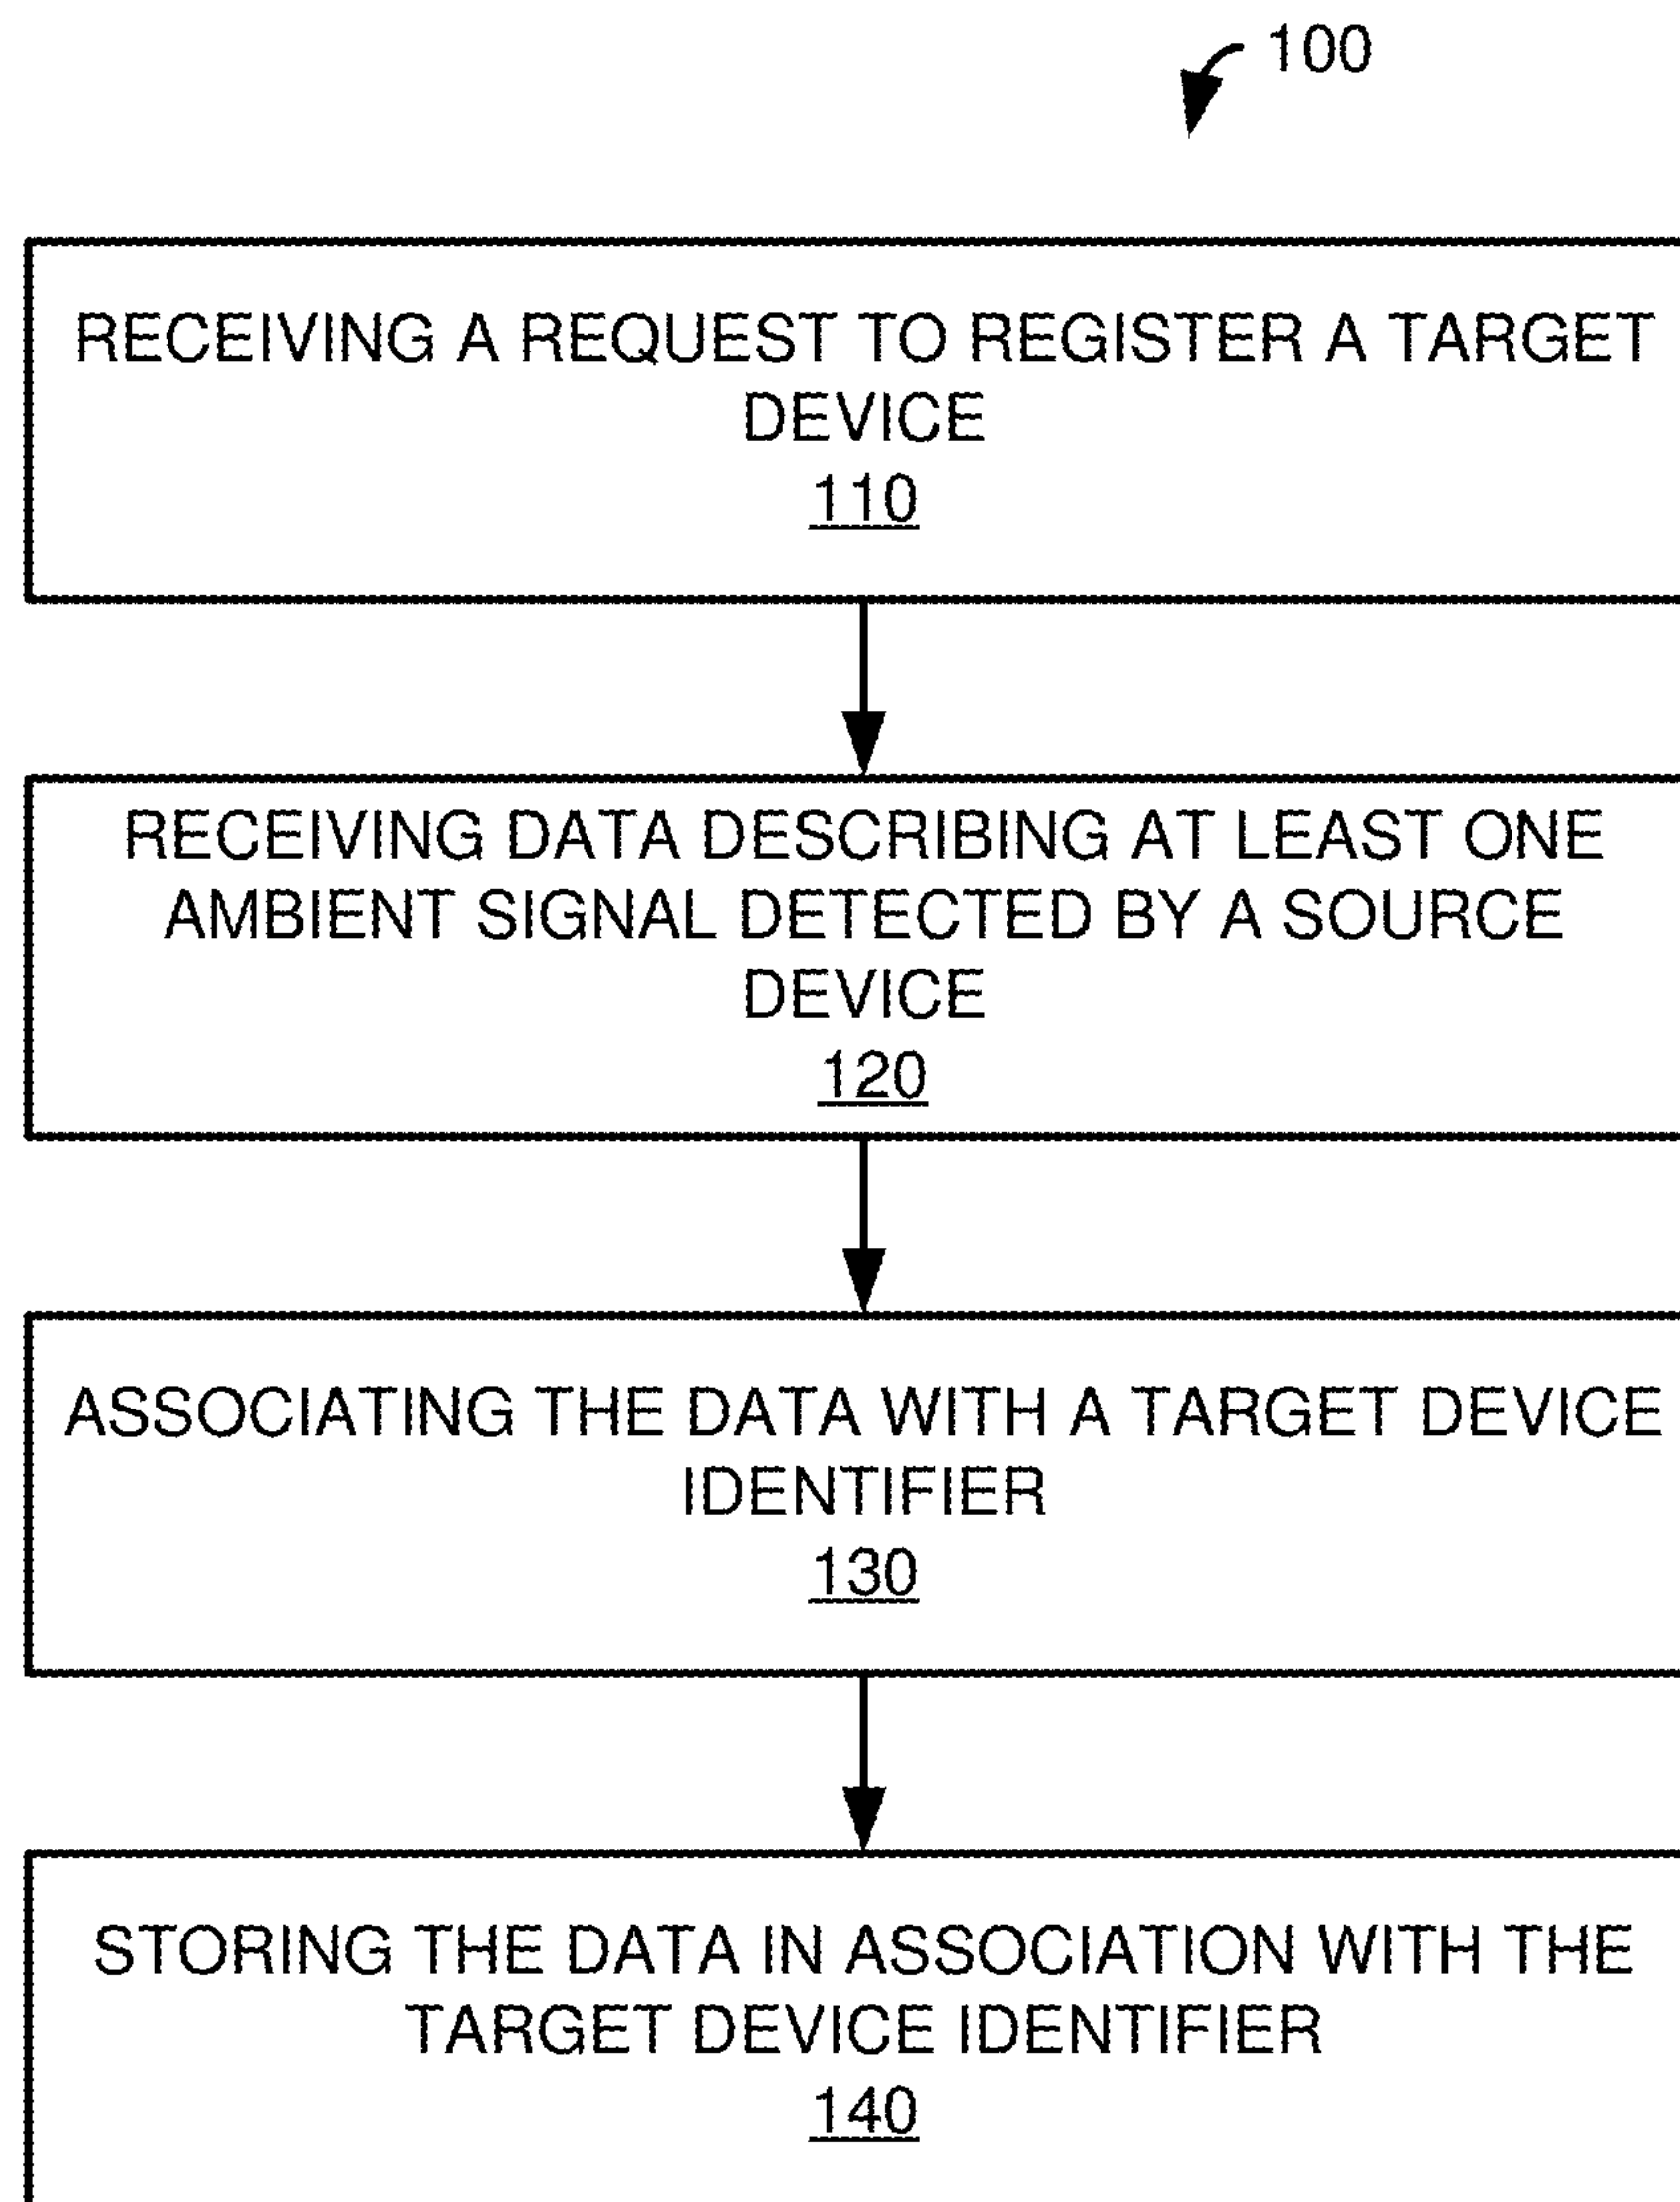 100
RECEIVING A REQUEST TO REGISTER A TARGET
DEVICE
110
RECEIVING DATA DESCRIBING AT LEAST ONE
AMBIENT SIGNAL DETECTED BY A SOURCE
DEVICE
120
ASSOCIATING THE DATA WITH A TARGET DEVICE
IDENTIFIER
130
STORING THE DATA IN ASSOCIATION WITH THE
TARGET DEVICE IDENTIFIER
140